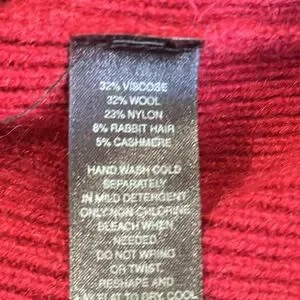 32% VISCOSE
32% WOOL
23% NYLON
8% RABBIT HAIR
5% CASHMERE
HAND WASH COLD
SEPARATELY
IN MILD DETERGENT
ONLY NON-CHLORINE
BLEACH WHEN
NEEDED
DO NOT WRING
OR TWIST.
RESHAPE AND
LAY FLAT TO DRY. COOL